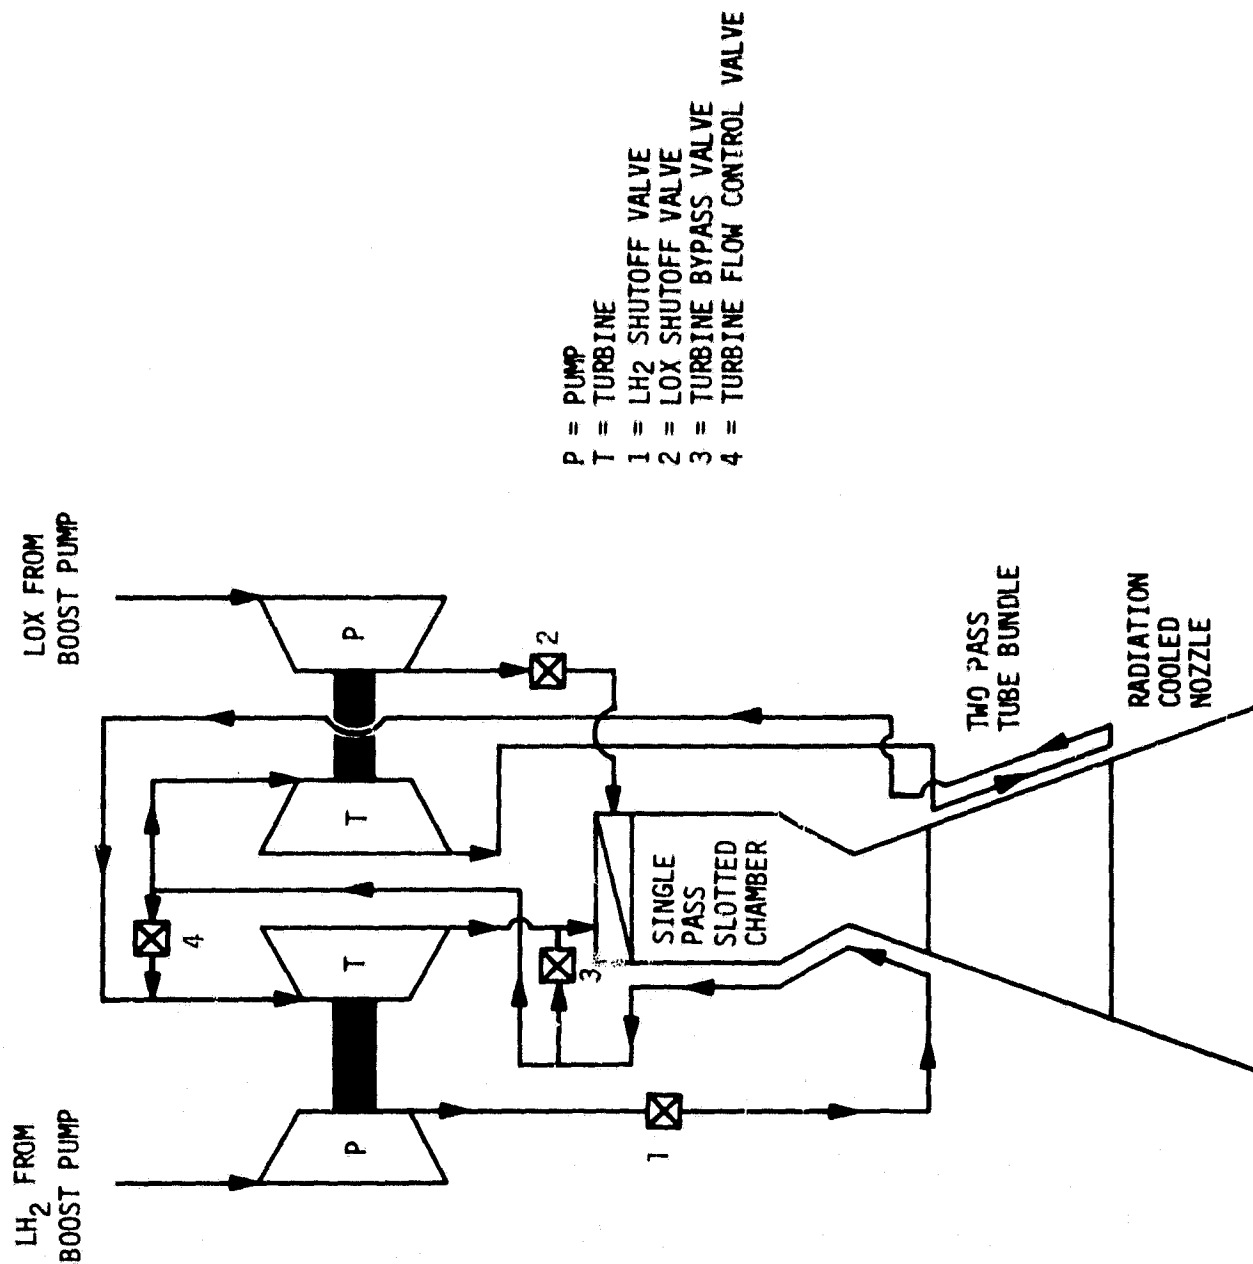 LH2 FROM
BOOST PUMP
LOX FROM
BOOST PUMP
P
T
T
P
4
3
2
1
SINGLE
PASS
SLOTTED
CHAMBER
TWO PASS
TUBE BUNDLE
RADIATION
COOLED
NOZZLE
P = PUMP
T = TURBINE
1 = LH2 SHUTOFF VALVE
2 = LOX SHUTOFF VALVE
3 = TURBINE BYPASS VALVE
4 = TURBINE FLOW CONTROL VALVE